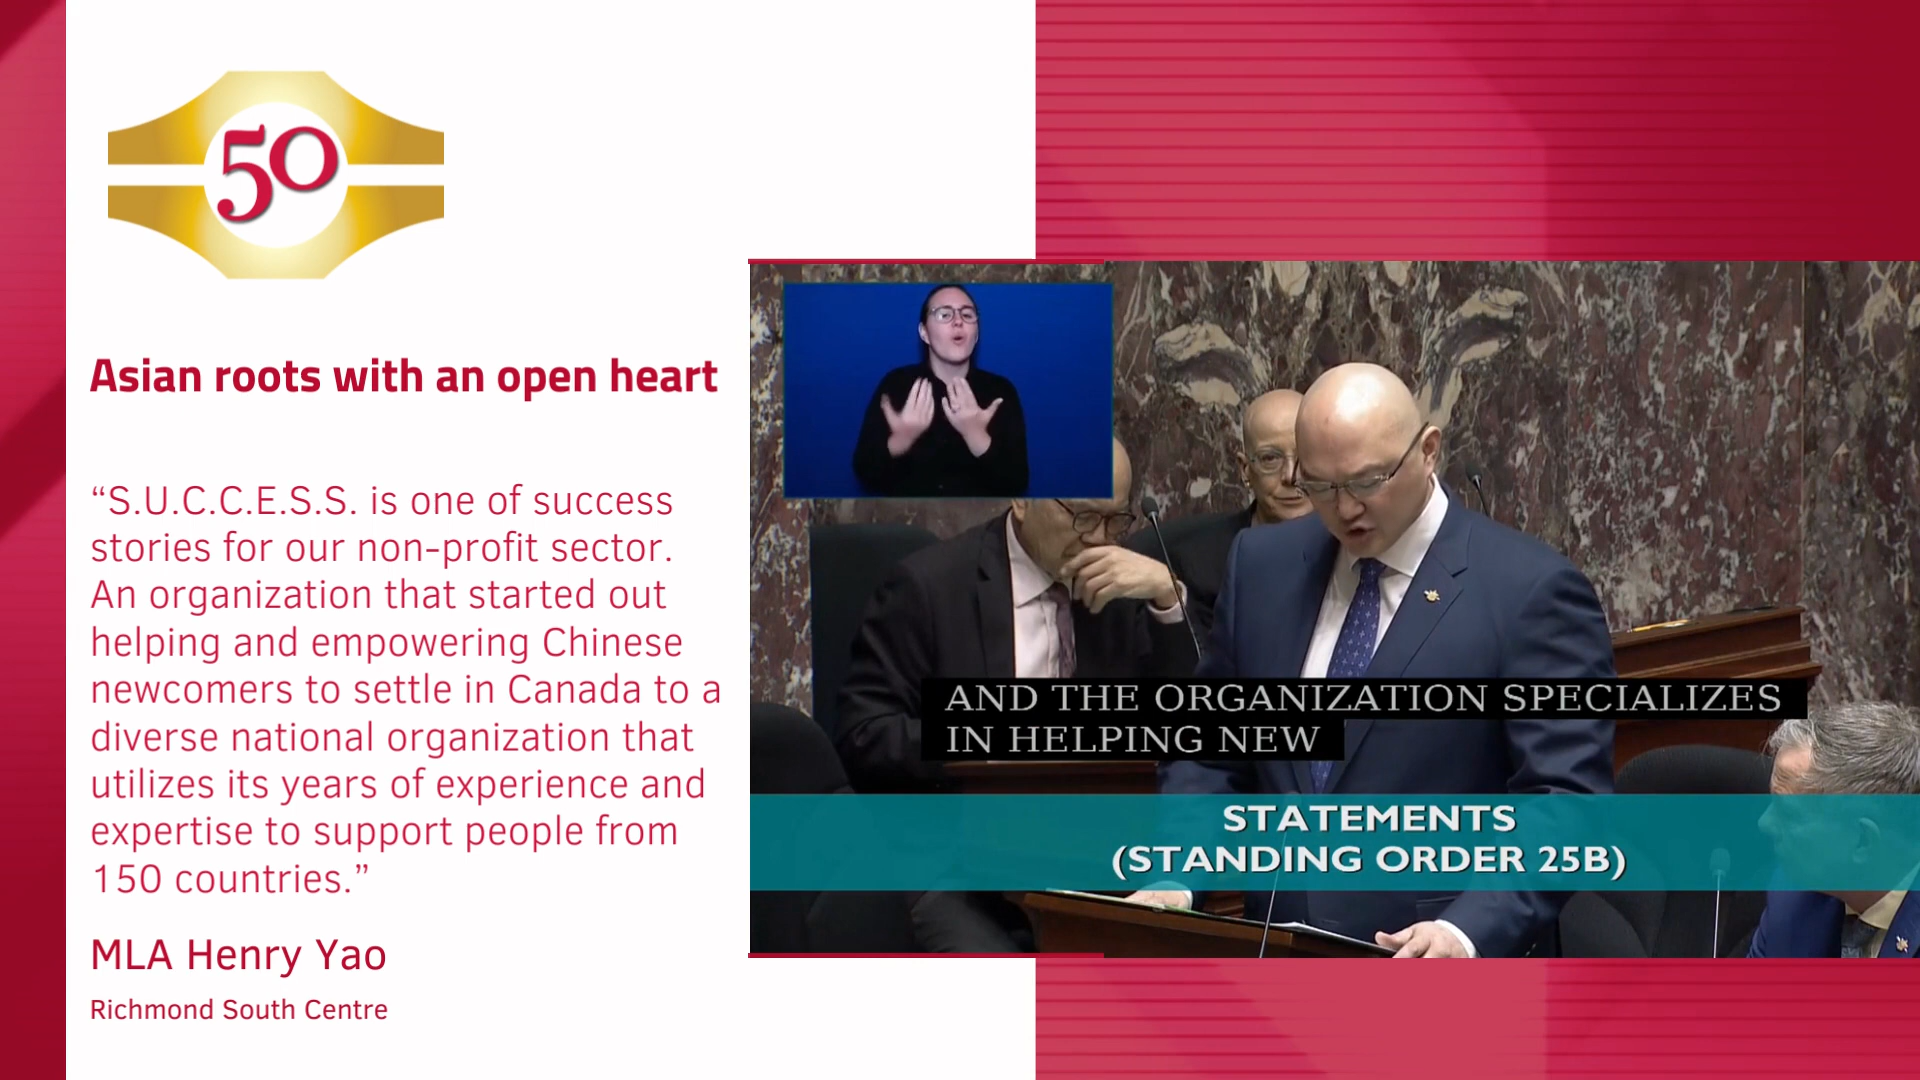 50
Asian roots with an open heart
“S.U.C.C.E.S.S. is one of success
stories for our non-profit sector.
An organization that started out
helping and empowering Chinese
newcomers to settle in Canada to a
diverse national organization that
utilizes its years of experience and
expertise to support people from
150 countries.”
MLA Henry Yao
Richmond South Centre
AND THE ORGANIZATION SPECIALIZES
IN HELPING NEW
STATEMENTS
(STANDING ORDER 25B)